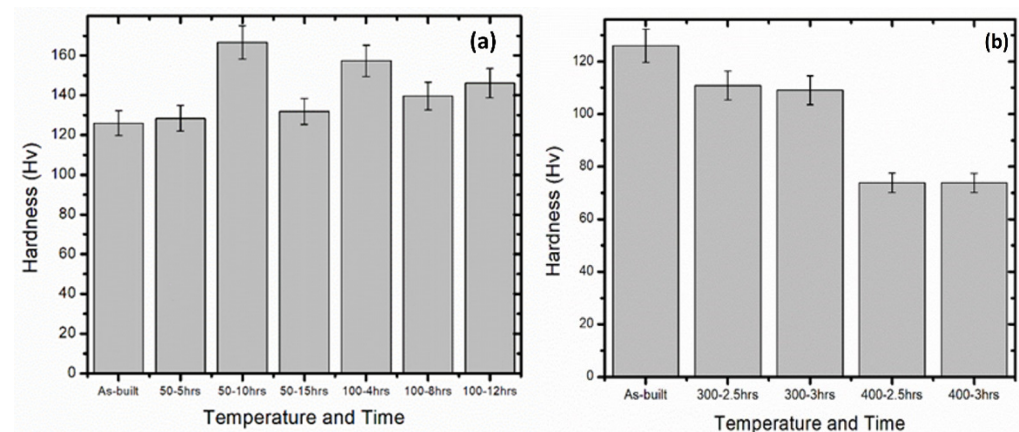 (a)
Hardness (Hv)
160
140
120
100
80
60
40
20
0
As-built 50-5hrs 50-10hrs 50-15hrs 100-4hrs 100-8hrs 100-12hrs
Temperature and Time
(b)
Hardness (Hv)
120
100
80
60
40
20
0
As-built 300-2.5hrs 300-3hrs 400-2.5hrs 400-3hrs
Temperature and Time